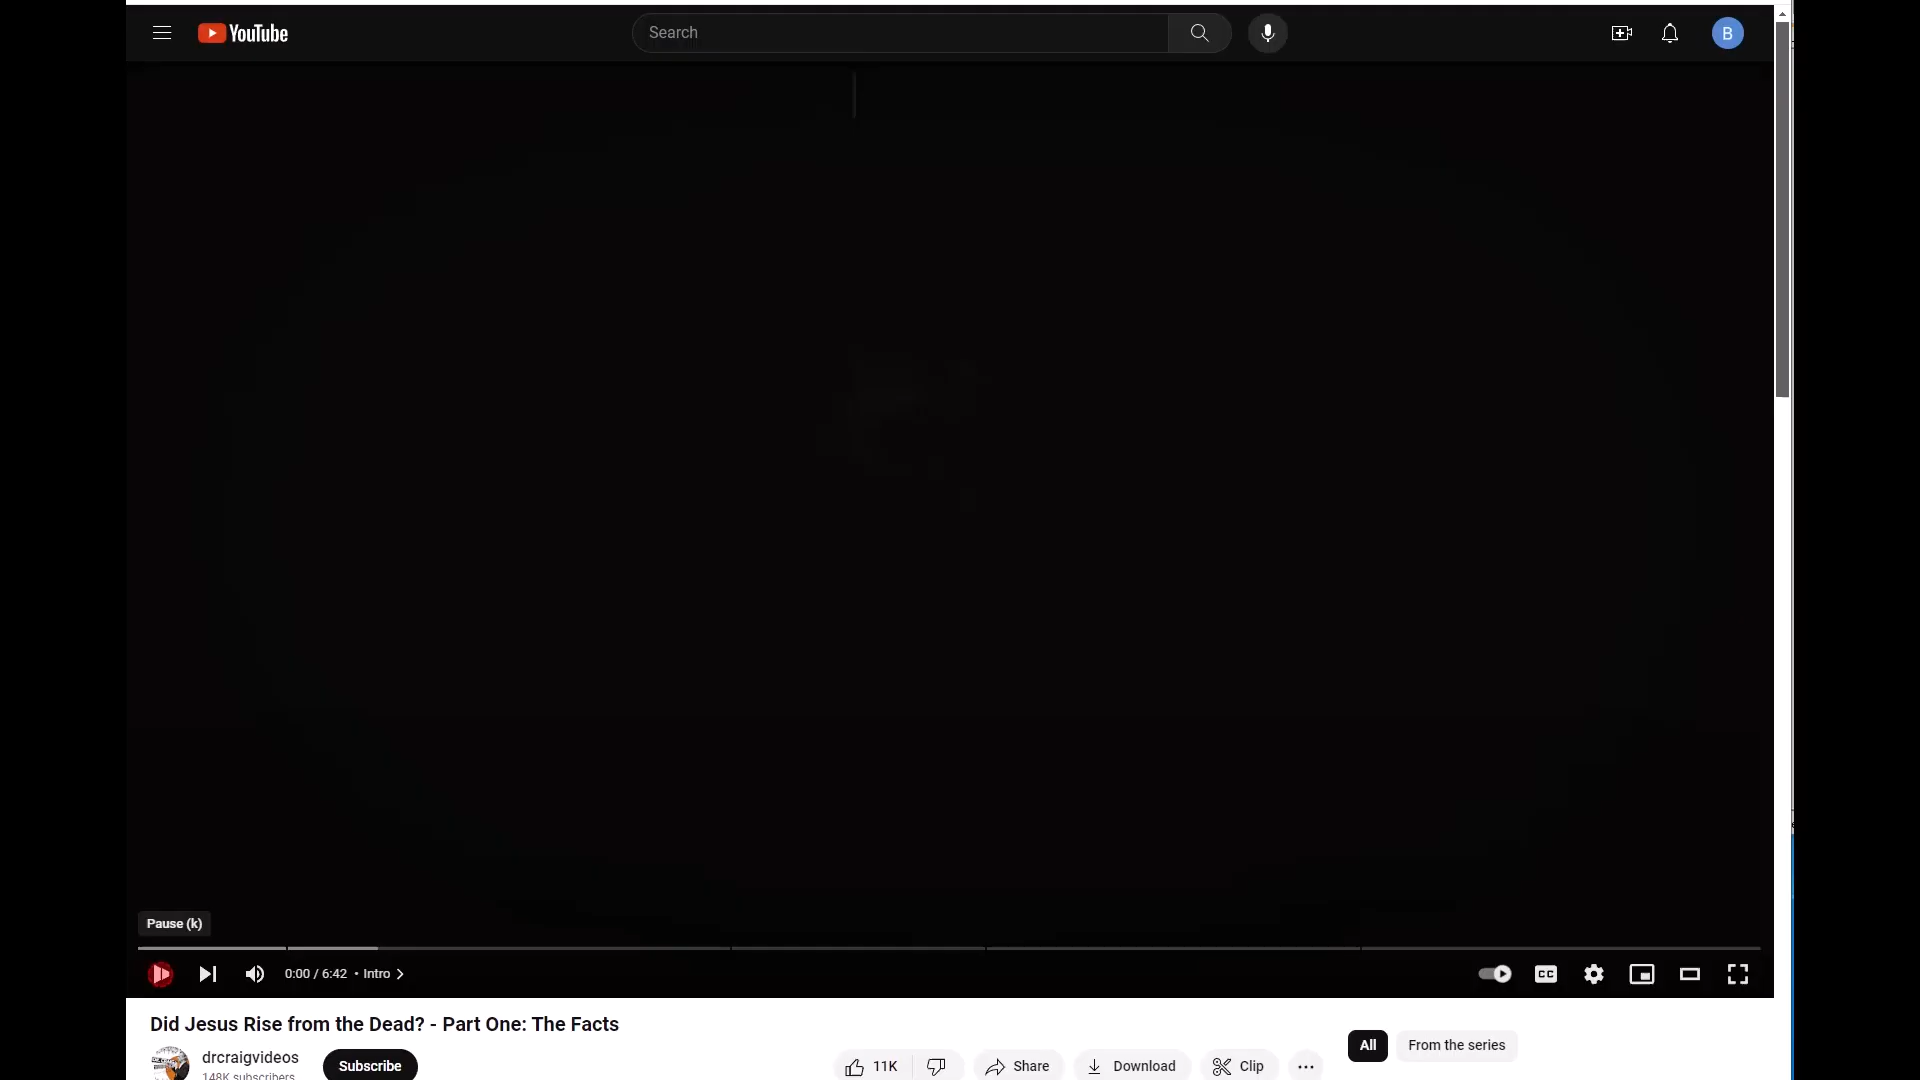 YouTube
Search
B
Pause (k)
0:00 / 6:42 • Intro
CC
Did Jesus Rise from the Dead? - Part One: The Facts
All
From the series
drcraigvideos
148K subscribers
Subscribe
11K
Share
Download
Clip